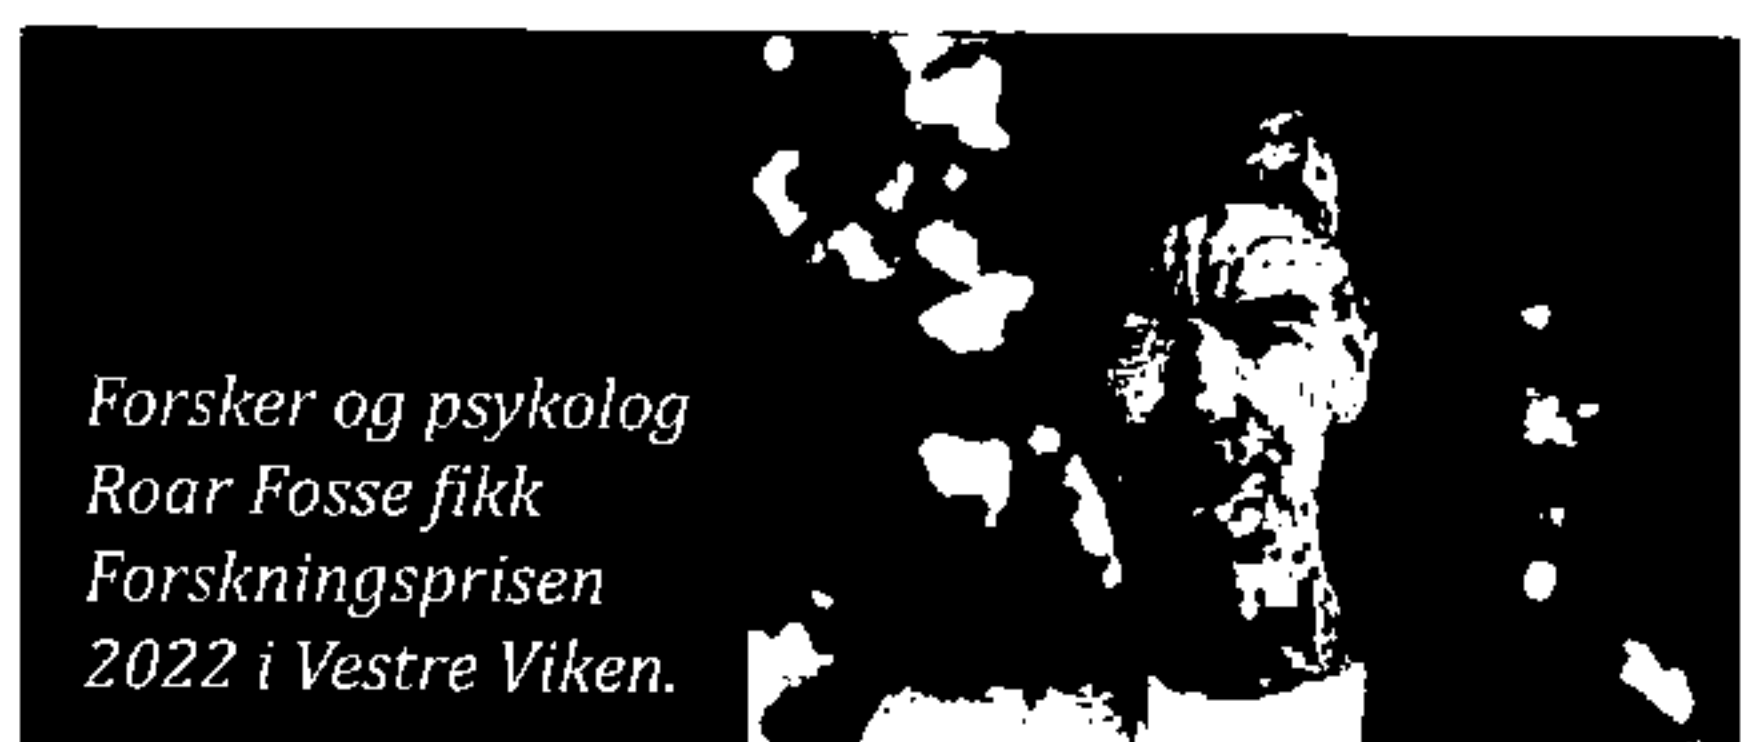 Forsker og psykolog
Roar Fosse fikk
Forskningsprisen
2022 i Vestre Viken.